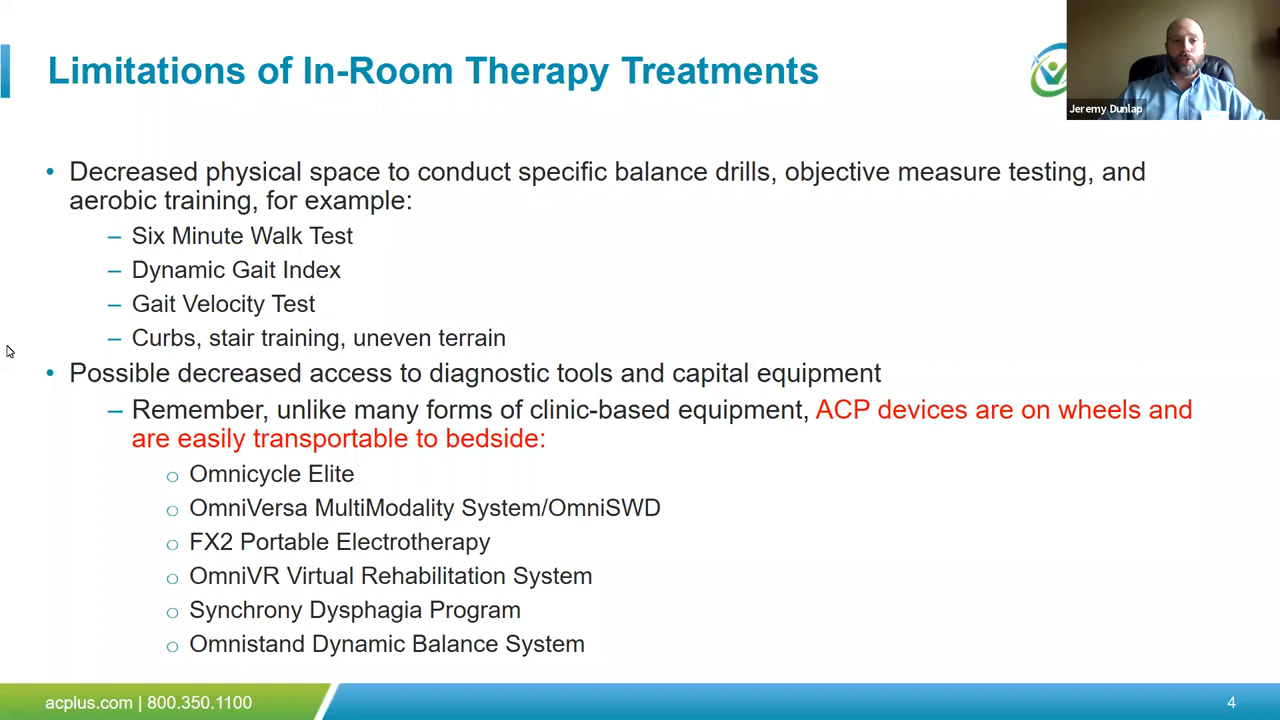 Limitations of In-Room Therapy Treatments
Jeremy Dunlap
• Decreased physical space to conduct specific balance drills, objective measure testing, and
aerobic training, for example:
– Six Minute Walk Test
– Dynamic Gait Index
– Gait Velocity Test
– Curbs, stair training, uneven terrain
• Possible decreased access to diagnostic tools and capital equipment
– Remember, unlike many forms of clinic-based equipment, ACP devices are on wheels and
are easily transportable to bedside:
o Omnicycle Elite
o OmniVersa MultiModality System/OmniSWD
o FX2 Portable Electrotherapy
o OmniVR Virtual Rehabilitation System
o Synchrony Dysphagia Program
o Omnistand Dynamic Balance System
acplus.com | 800.350.1100
4